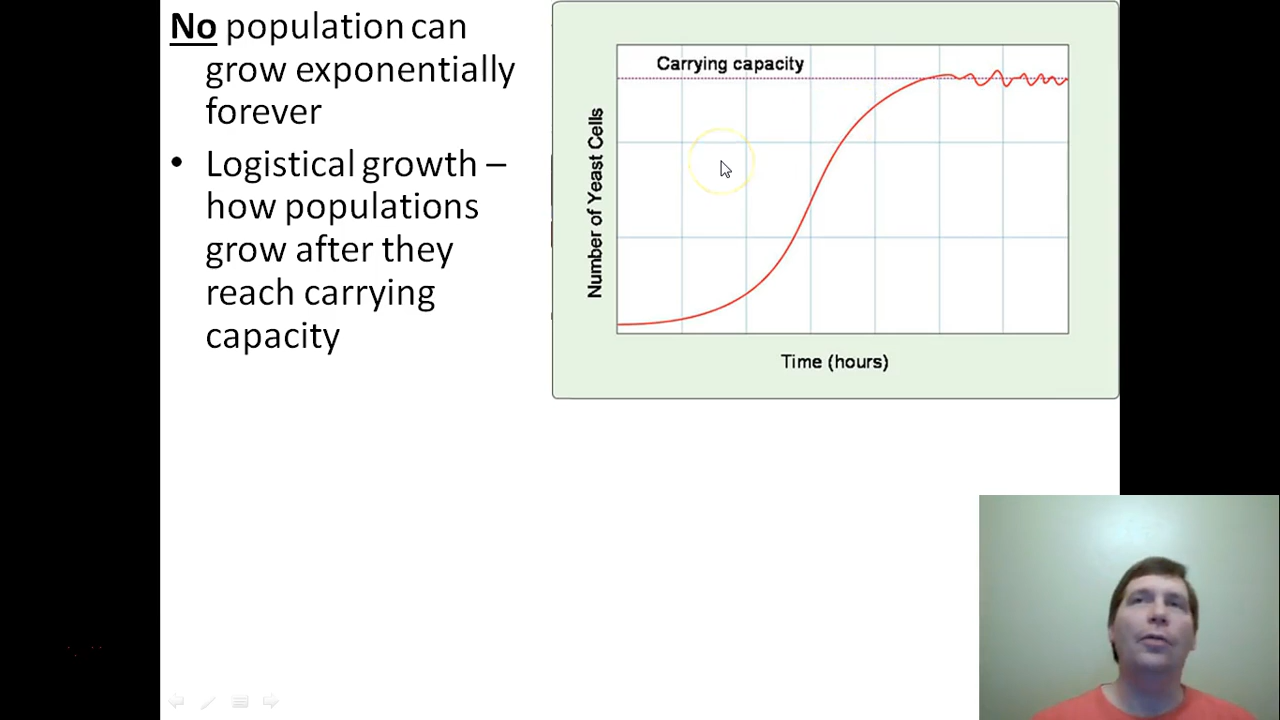 No population can
grow exponentially
forever
• Logistical growth –
how populations
grow after they
reach carrying
capacity
Carrying capacity
Number of Yeast Cells
Time (hours)